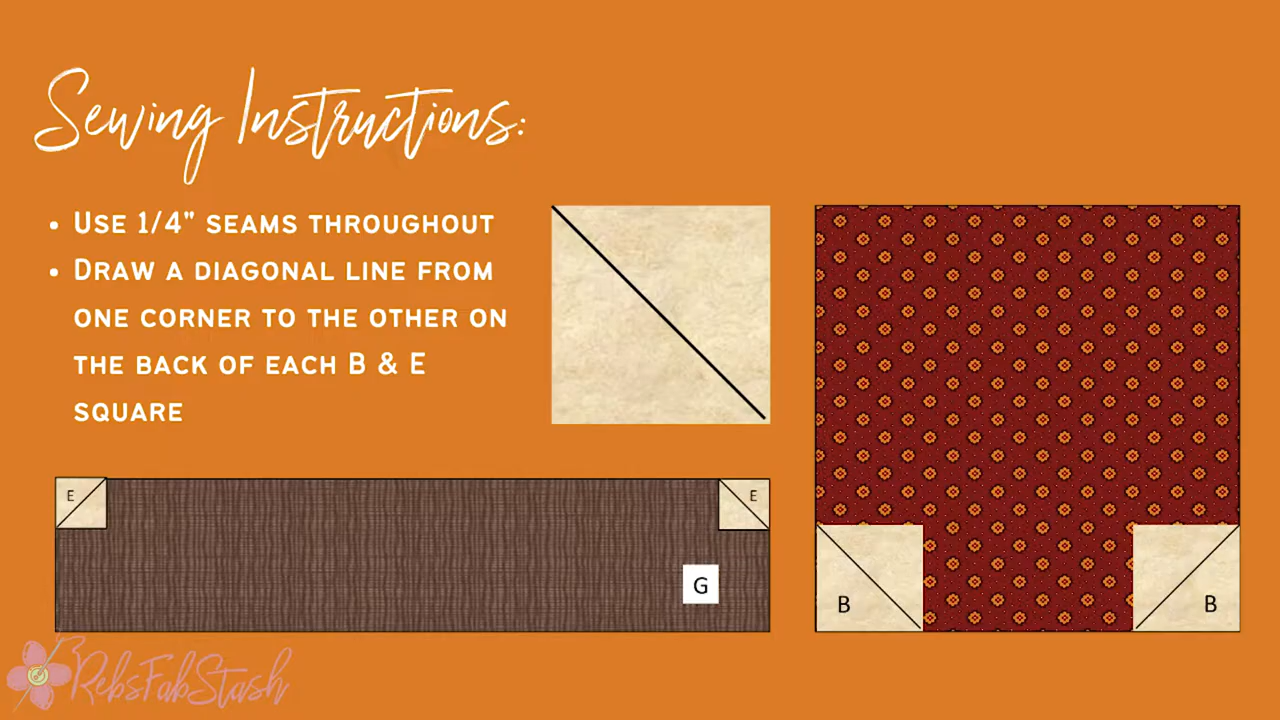 Sewing Instructions:
• Use 1/4" seams throughout
• Draw a diagonal line from
one corner to the other on
the back of each B & E
square
E
E
G
B
B
RebsFabStash